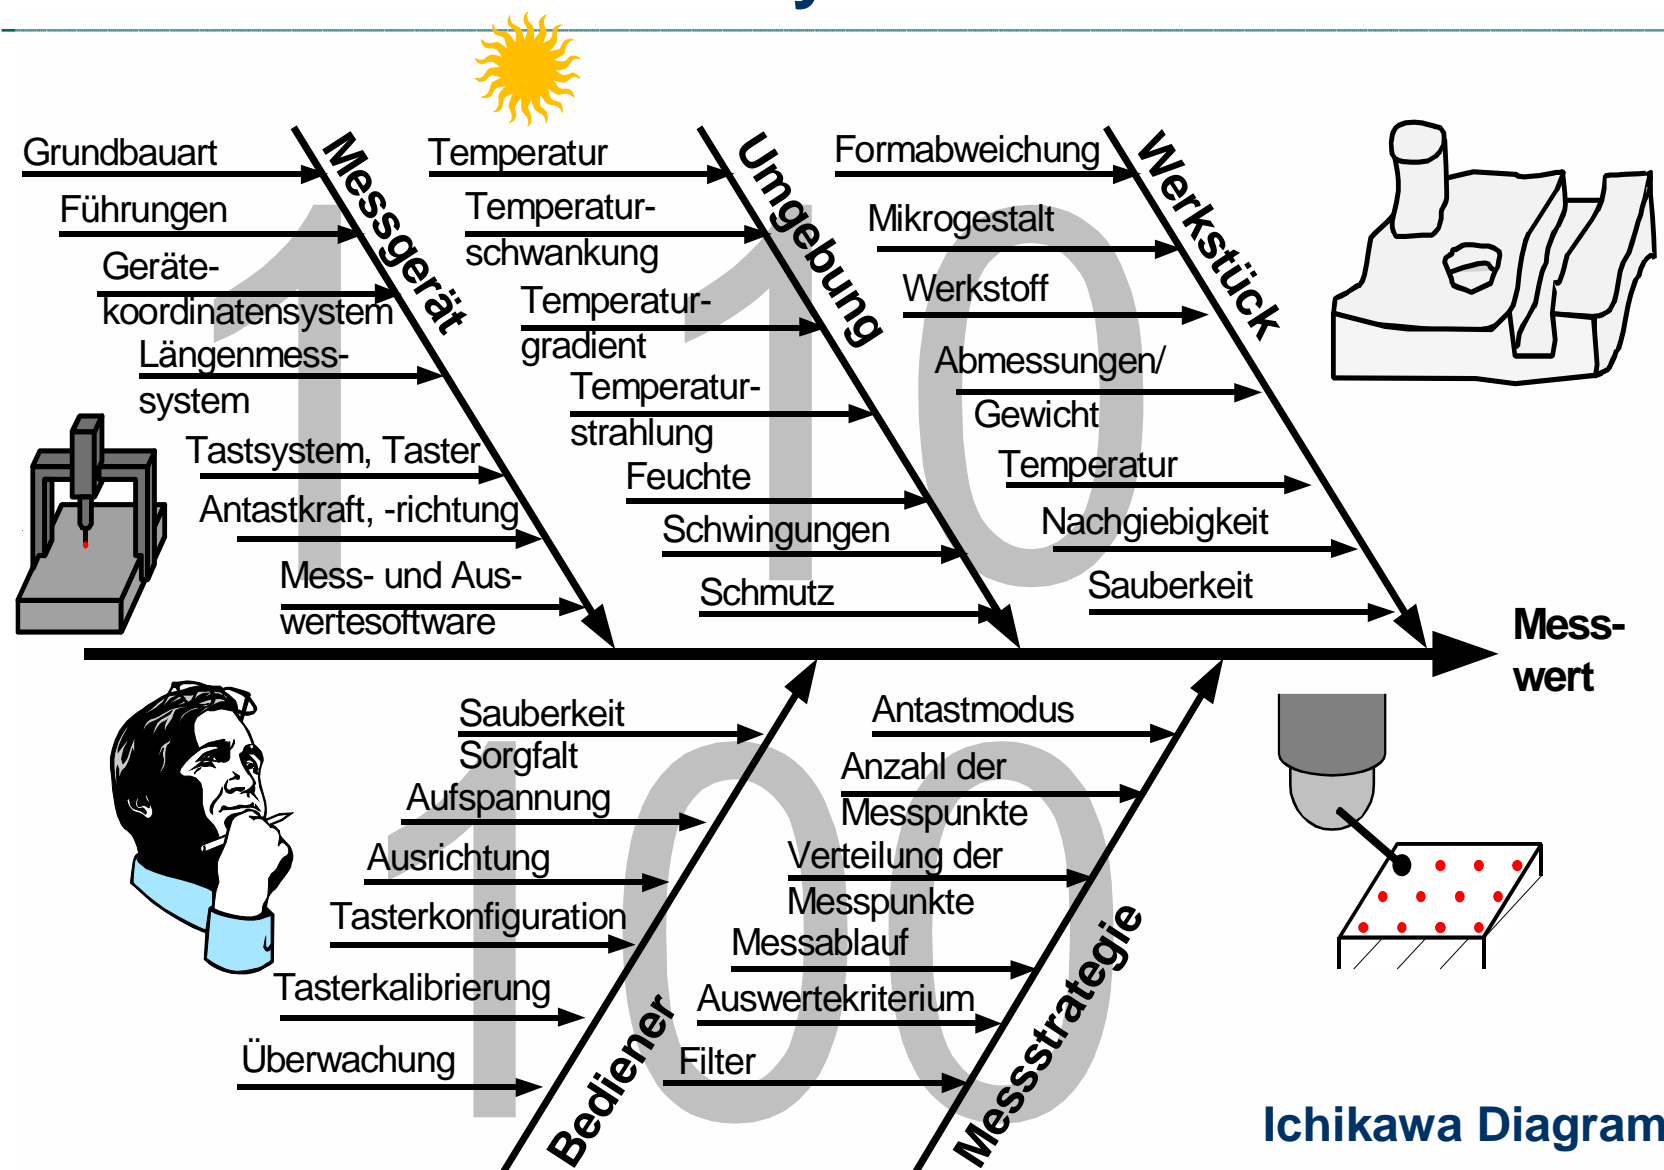 Grundbauart
Führungen
Geräte-
koordinatensystem
Längenmess-
system
Tastsystem, Taster
Antastkraft, -richtung
Mess- und Aus-
wertesoftware
Messgerät
1
Temperatur
Temperatur-
schwankung
Temperatur-
gradient
Temperatur-
strahlung
Feuchte
Schwingungen
Schmutz
Umgebung
10
Formabweichung
Mikrogestalt
Werkstoff
Abmessungen/
Gewicht
Temperatur
Nachgiebigkeit
Sauberkeit
Werkstück
Mess-
wert
Sauberkeit
Sorgfalt
Aufspannung
Ausrichtung
Tasterkonfiguration
Tasterkalibrierung
Überwachung
Bediener
100
Antastmodus
Anzahl der
Messpunkte
Verteilung der
Messpunkte
Messablauf
Auswertekriterium
Filter
Messstrategie
Ichikawa Diagram